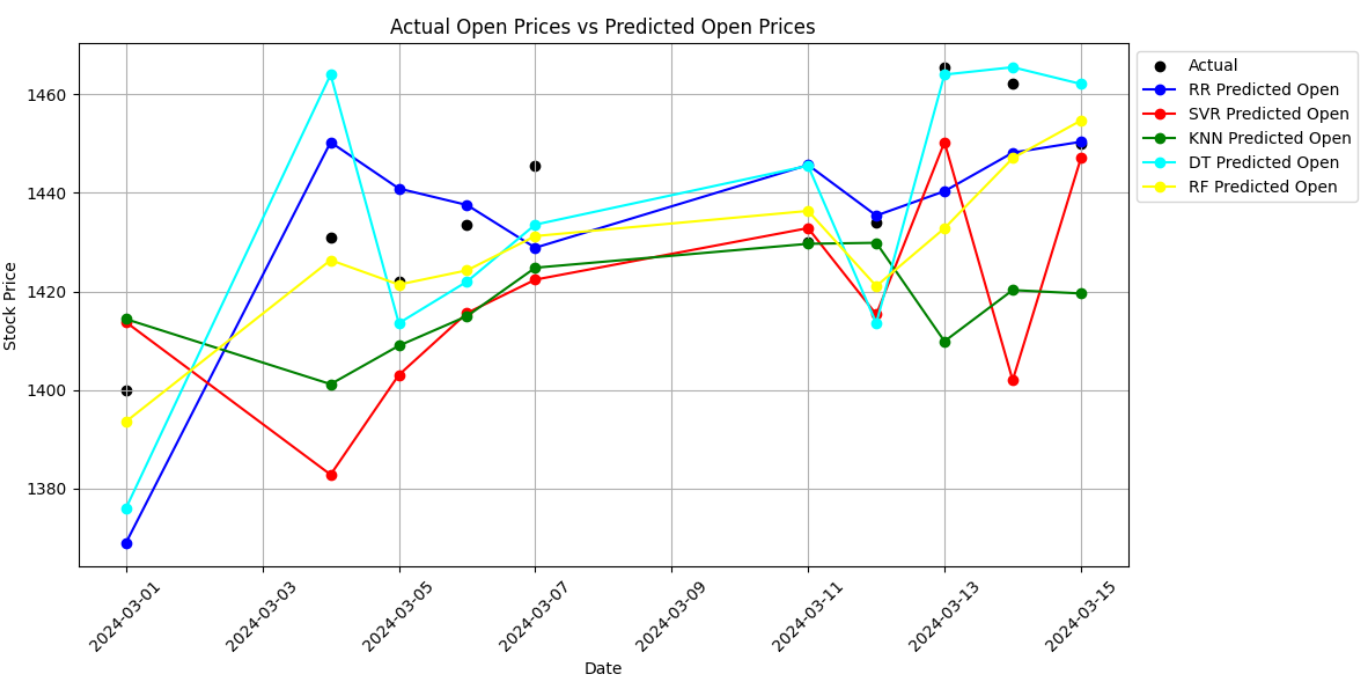 Actual Open Prices vs Predicted Open Prices
Actual
RR Predicted Open
SVR Predicted Open
KNN Predicted Open
DT Predicted Open
RF Predicted Open
Stock Price
1460
1440
1420
1400
1380
2024-03-01
2024-03-03
2024-03-05
2024-03-07
2024-03-09
2024-03-11
2024-03-13
2024-03-15
Date